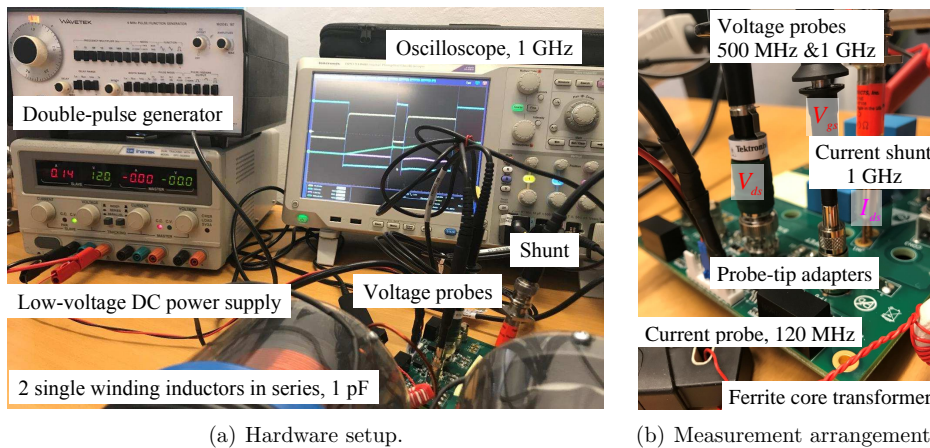 WAVETEK
Oscilloscope, 1 GHz
Double-pulse generator
GW INSTEK
0.14 12.0 -0.00 -00.0
Shunt
Low-voltage DC power supply
Voltage probes
2 single winding inductors in series, 1 pF
(a) Hardware setup.
Voltage probes
500 MHz &1 GHz
Vgs
Tektronix
Current shunt
1 GHz
Vds
Ids
Probe-tip adapters
Current probe, 120 MHz
Ferrite core transformer
(b) Measurement arrangement